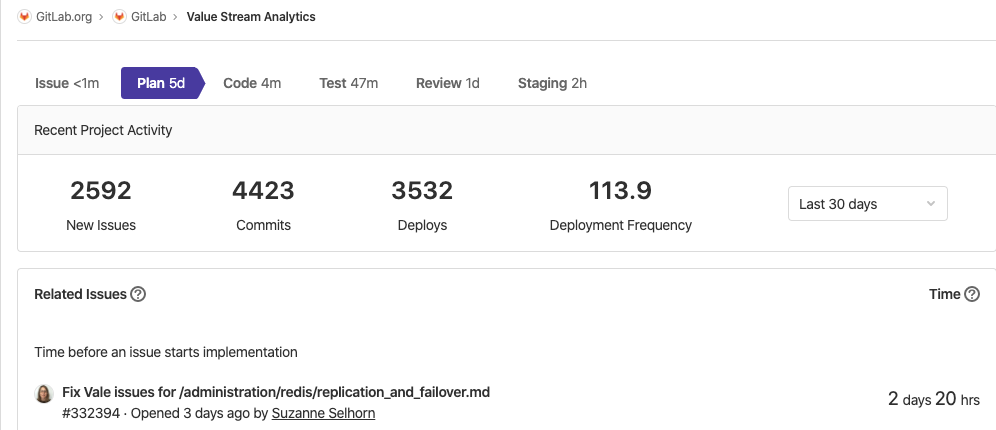 GitLab.org › GitLab › Value Stream Analytics
Issue <1m Plan 5d Code 4m Test 47m Review 1d Staging 2h
Recent Project Activity
2592 4423 3532 113.9
New Issues Commits Deploys Deployment Frequency
Last 30 days
Related Issues ? Time ?
Time before an issue starts implementation
Fix Vale issues for /administration/redis/replication_and_failover.md
#332394 · Opened 3 days ago by Suzanne Selhorn
2 days 20 hrs